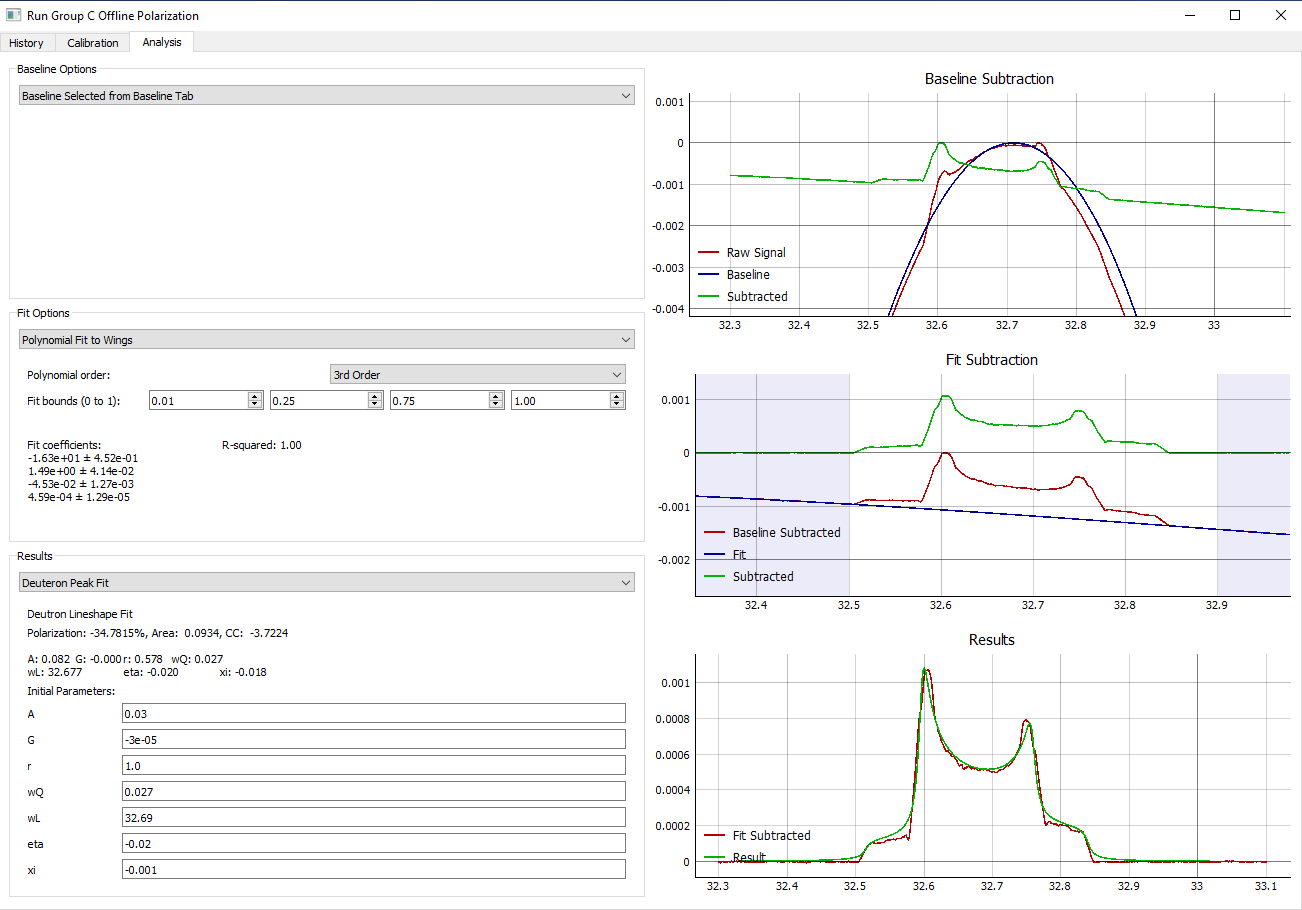 Run Group C Offline Polarization
History Calibration Analysis
Baseline Options
Baseline Selected from Baseline Tab
Fit Options
Polynomial Fit to Wings
Polynomial order: 3rd Order
Fit bounds (0 to 1): 0.01 0.25 0.75 1.00
Fit coefficients: R-squared: 1.00
-1.63e+01 ± 4.52e-01
1.49e+00 ± 4.14e-02
-4.53e-02 ± 1.27e-03
4.59e-04 ± 1.29e-05
Results
Deuteron Peak Fit
Deutron Lineshape Fit
Polarization: -34.7815%, Area: 0.0934, CC: -3.7224
A: 0.082 G: -0.000 r: 0.578 wQ: 0.027
wL: 32.677 eta: -0.020 xi: -0.018
Initial Parameters:
A 0.03
G -3e-05
r 1.0
wQ 0.027
wL 32.69
eta -0.02
xi -0.001
Baseline Subtraction
0.001
0
-0.001
-0.002
-0.003
-0.004
Raw Signal
Baseline
Subtracted
32.3 32.4 32.5 32.6 32.7 32.8 32.9 33
Fit Subtraction
0.001
0
-0.001
-0.002
Baseline Subtracted
Fit
Subtracted
32.4 32.5 32.6 32.7 32.8 32.9
Results
0.001
0.0008
0.0006
0.0004
0.0002
0
Fit Subtracted
Result
32.3 32.4 32.5 32.6 32.7 32.8 32.9 33 33.1